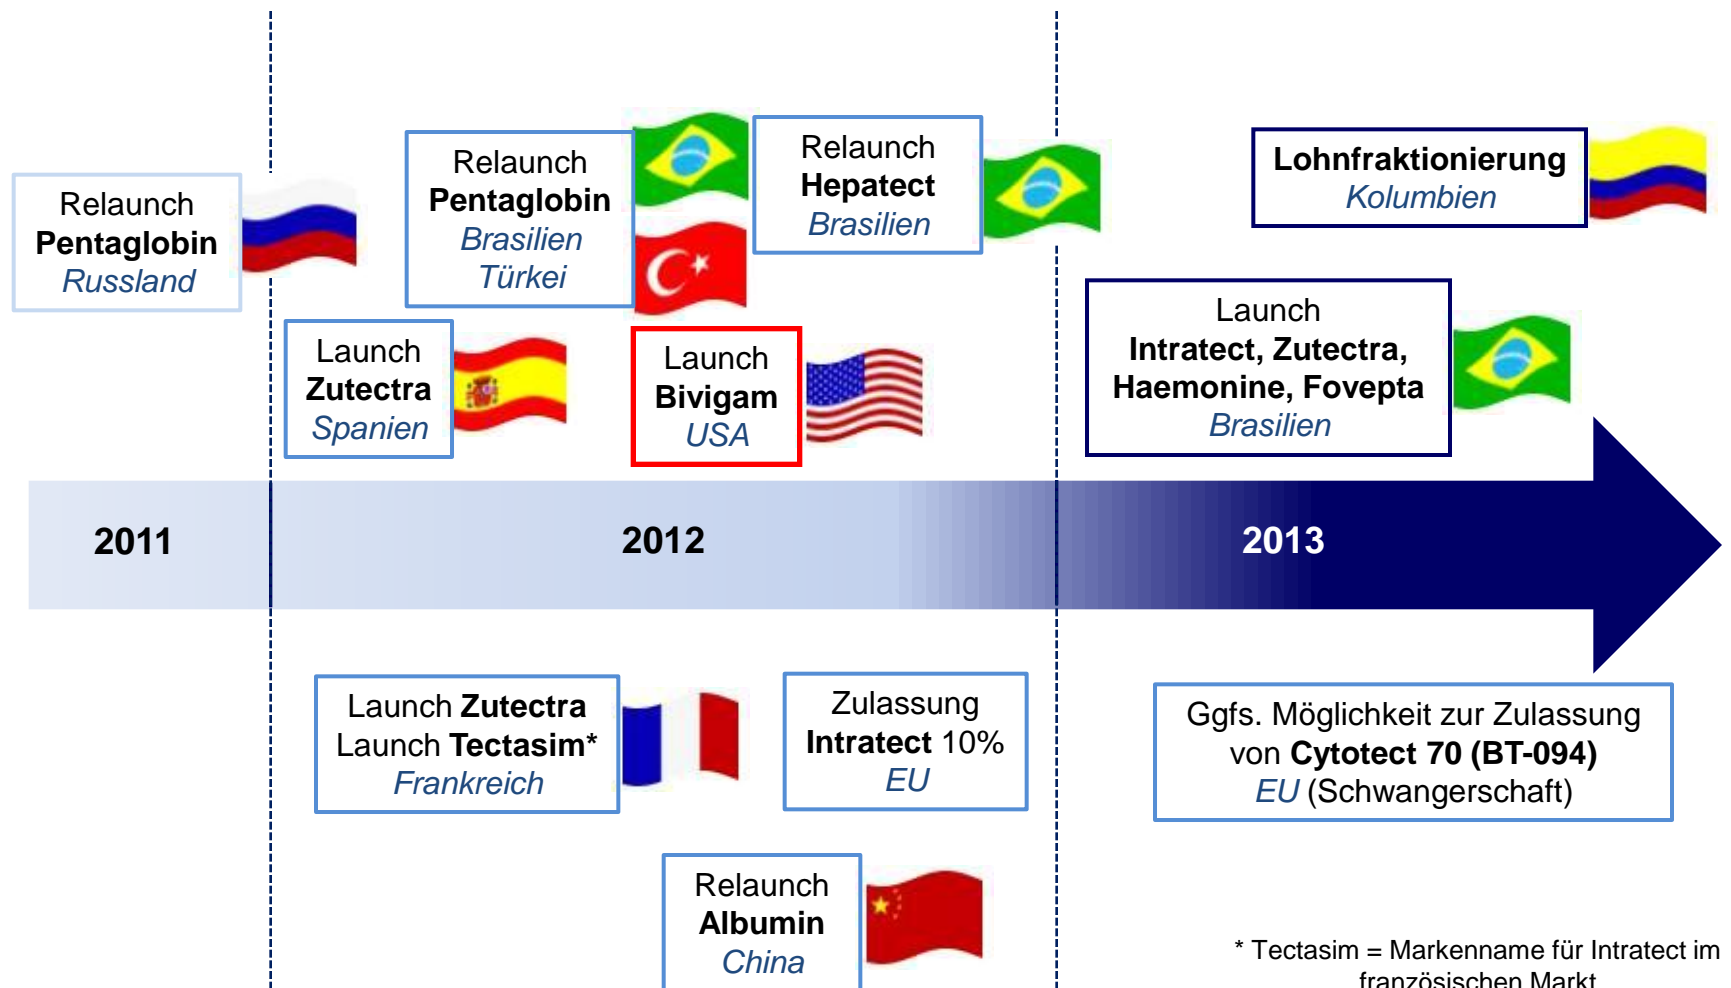 Relaunch
Pentaglobin
Russland
Relaunch
Pentaglobin
Brasilien
Türkei
Relaunch
Hepatect
Brasilien
Lohnfraktionierung
Kolumbien
Launch
Zutectra
Spanien
Launch
Bivigam
USA
Launch
Intratect, Zutectra,
Haemonine, Fovepta
Brasilien
2011
2012
2013
Launch Zutectra
Launch Tectasim*
Frankreich
Zulassung
Intratect 10%
EU
Ggfs. Möglichkeit zur Zulassung
von Cytotect 70 (BT-094)
EU (Schwangerschaft)
Relaunch
Albumin
China
* Tectasim = Markenname für Intratect im
französischen Markt